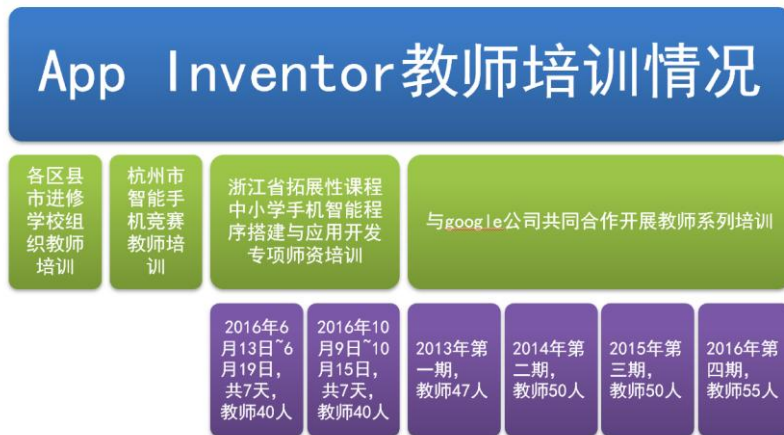 App Inventor教师培训情况
各区县
市进修
学校组
织教师
培训
杭州市
智能手
机竞赛
教师培
训
浙江省拓展性课程
中小学手机智能程
序搭建与应用开发
专项师资培训
与google公司共同合作开展教师系列培训
2016年6
月13日~6
月19日，
共7天，
教师40人
2016年10
月9日~10
月15日，
共7天，
教师40人
2013年第
一期，
教师47人
2014年第
二期，
教师50人
2015年第
三期，
教师50人
2016年第
四期，
教师55人